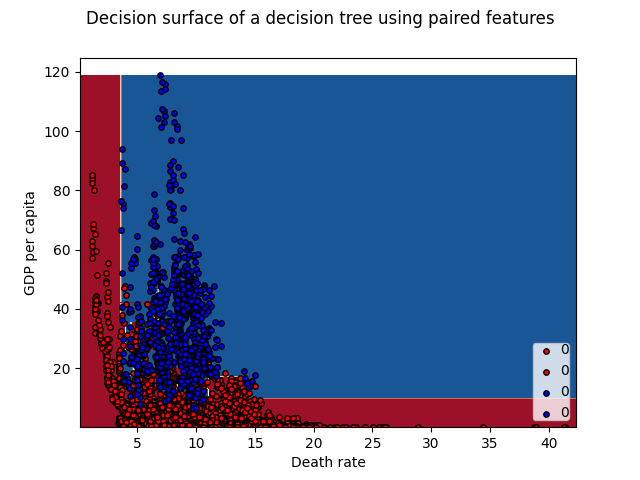 Decision surface of a decision tree using paired features
120
100
80
60
40
20
GDP per capita
0
0
0
0
5 10 15 20 25 30 35 40
Death rate